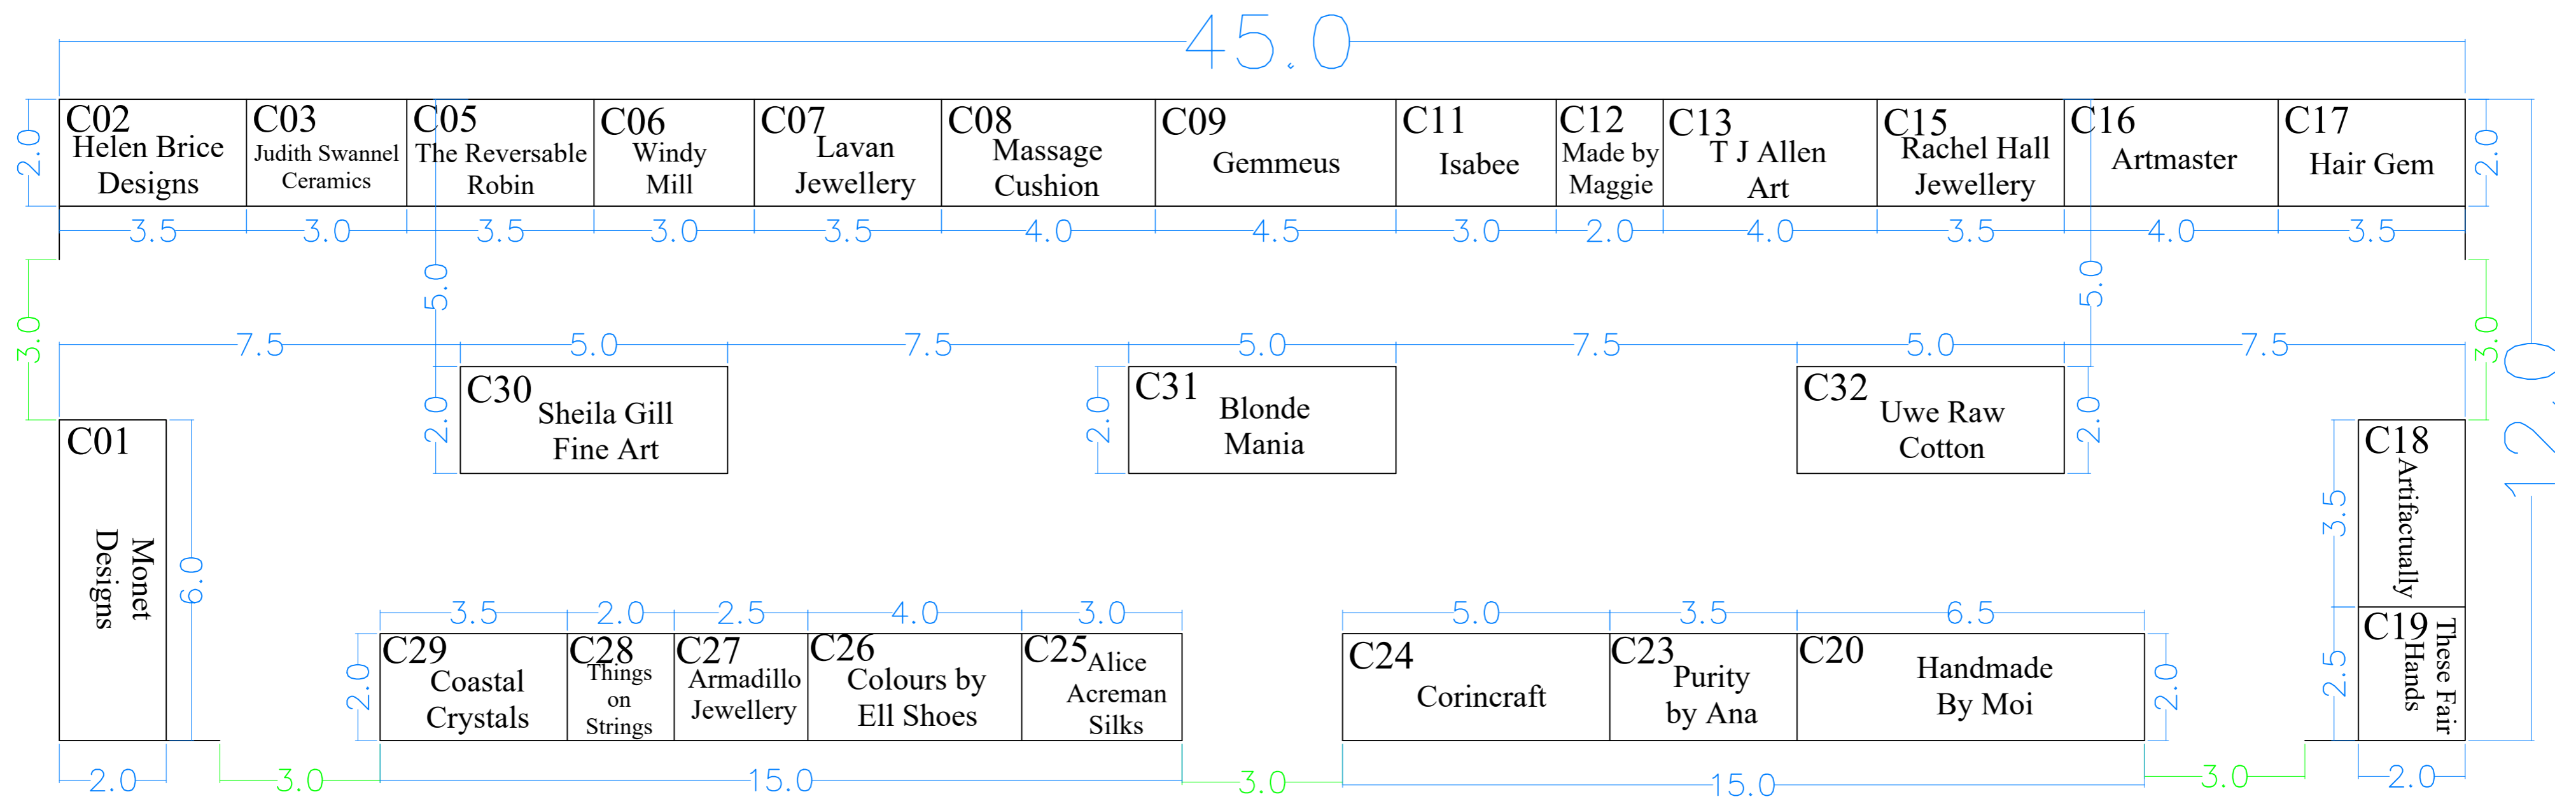 45.0
C02
Helen Brice
Designs
C03
Judith Swannel
Ceramics
C05
The Reversable
Robin
C06
Windy
Mill
C07
Lavan
Jewellery
C08
Massage
Cushion
C09
Gemmeus
C11
Isabee
C12
Made by
Maggie
C13
T J Allen
Art
C15
Rachel Hall
Jewellery
C16
Artmaster
C17
Hair Gem
2.0
2.0
3.5
3.0
3.5
3.0
3.5
4.0
4.5
3.0
2.0
4.0
3.5
4.0
3.5
5.0
5.0
3.0
3.0
12.0
7.5
5.0
7.5
5.0
7.5
5.0
7.5
2.0
C30
Sheila Gill
Fine Art
2.0
C31
Blonde
Mania
C32
Uwe Raw
Cotton
2.0
C01
Monet
Designs
6.0
3.5
C18
Artifactually
2.5
C19
These Fair
Hands
3.5
2.0
2.5
4.0
3.0
5.0
3.5
6.5
2.0
C29
Coastal
Crystals
C28
Things
on
Strings
C27
Armadillo
Jewellery
C26
Colours by
Ell Shoes
C25
Alice
Acreman
Silks
C24
Corincraft
C23
Purity
by Ana
C20
Handmade
By Moi
2.0
2.0
3.0
15.0
3.0
15.0
3.0
2.0